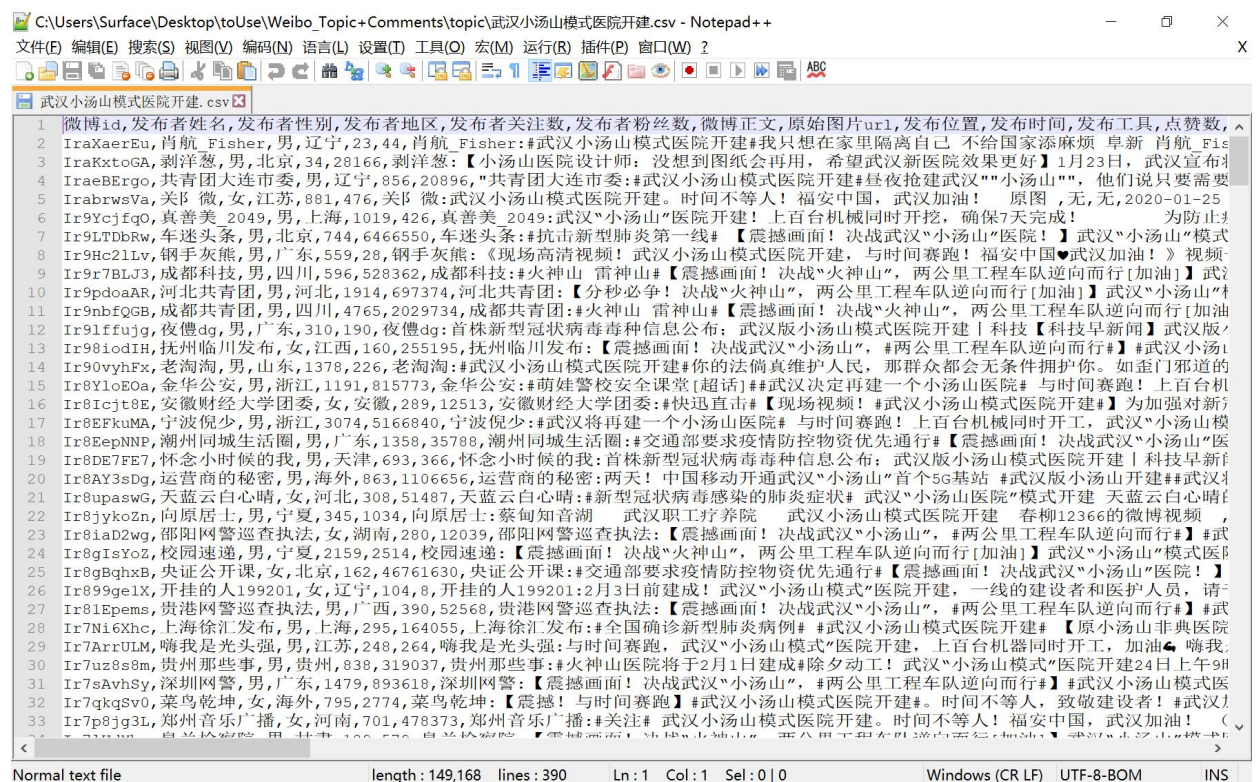 C:\Users\Surface\Desktop\toUse\Weibo_Topic+Comments\topic\武汉小汤山模式医院开建.csv - Notepad++
文件(F) 编辑(E) 搜索(S) 视图(V) 编码(N) 语言(L) 设置(T) 工具(O) 宏(M) 运行(R) 插件(P) 窗口(W) ? X
ABC
武汉小汤山模式医院开建.csv
1 微博id,发布者姓名,发布者性别,发布者地区,发布者关注数,发布者粉丝数,微博正文,原始图片url,发布位置,发布时间,发布工具,点赞数,
2 IraXaerEu,肖航_Fisher,男,辽宁,23,44,肖航_Fisher:#武汉小汤山模式医院开建#我只想在家里隔离自己 不给国家添麻烦 阜新 肖航_Fis
3 IraKxtoGA,剥洋葱,男,北京,34,28166,剥洋葱:【小汤山医院设计师：没想到图纸会再用，希望武汉新医院效果更好】1月23日，武汉宣布将
4 IraeBErgo,共青团大连市委,男,辽宁,856,20896,"共青团大连市委:#武汉小汤山模式医院开建#昼夜抢建武汉""小汤山""，他们说只要需要
5 IrabrwsVa,关阝微,女,江苏,881,476,关阝微:武汉小汤山模式医院开建。时间不等人！福安中国，武汉加油！ 原图 ,无,无,2020-01-25
6 Ir9YcjfqO,真善美_2049,男,上海,1019,426,真善美_2049:武汉“小汤山”医院开建！上百台机械同时开挖，确保7天完成！ 为防止
7 Ir9LTDbRw,车迷头条,男,北京,744,6466550,车迷头条:#抗击新型肺炎第一线# 【震撼画面！决战武汉“小汤山”医院！】武汉“小汤山”模式
8 Ir9Hc2lLv,钢手灰熊,男,广东,559,28,钢手灰熊:《现场高清视频！武汉小汤山模式医院开建，与时间赛跑！福安中国♥武汉加油！》视频
9 Ir9r7BLJ3,成都科技,男,四川,596,528362,成都科技:#火神山 雷神山#【震撼画面！决战“火神山”，两公里工程车队逆向而行[加油]】武汉
10 Ir9pdoaAR,河北共青团,男,河北,1914,697374,河北共青团:【分秒必争！决战“火神山”，两公里工程车队逆向而行[加油]】武汉“小汤山”模
11 Ir9nbfQGB,成都共青团,男,四川,4765,2029734,成都共青团:#火神山 雷神山#【震撼画面！决战“火神山”，两公里工程车队逆向而行[加油
12 Ir9lffujg,夜儓dg,男,广东,310,190,夜儓dg:首株新型冠状病毒毒种信息公布；武汉版小汤山模式医院开建｜科技【科技早新闻】武汉版小
13 Ir98iodIH,抚州临川发布,女,江西,160,255195,抚州临川发布:【震撼画面！决战武汉“小汤山”，#两公里工程车队逆向而行#】#武汉小汤山
14 Ir90vyhFx,老淘淘,男,山东,1378,226,老淘淘:#武汉小汤山模式医院开建#你的法倘真维护人民，那群众都会无条件拥护你。如歪门邪道的
15 Ir8YloEOa,金华公安,男,浙江,1191,815773,金华公安:#萌娃警校安全课堂[超话]##武汉决定再建一个小汤山医院# 与时间赛跑！上百台机
16 Ir8Icjt8E,安徽财经大学团委,女,安徽,289,12513,安徽财经大学团委:#快迅直击#【现场视频！#武汉小汤山模式医院开建#】为加强对新
17 Ir8EFkuMA,宁波倪少,男,浙江,3074,5166840,宁波倪少:#武汉将再建一个小汤山医院# 与时间赛跑！上百台机器同时开工，武汉小汤山模
18 Ir8EepNNP,潮州同城生活圈,男,广东,1358,35788,潮州同城生活圈:#交通部要求疫情防控物资优先通行#【震撼画面！决战武汉“小汤山”医
19 Ir8DE7FE7,怀念小时候的我,男,天津,693,366,怀念小时候的我:首株新型冠状病毒毒种信息公布；武汉版小汤山模式医院开建｜科技早新闻
20 Ir8AY3sDg,运营商的秘密,男,海外,863,1106656,运营商的秘密:两天！中国移动开通武汉“小汤山”首个5G基站 #武汉版小汤山开建##武汉
21 Ir8upaswG,天蓝云白心晴,女,河北,308,51487,天蓝云白心晴:#新型冠状病毒感染的肺炎症状# 武汉“小汤山医院”模式开建 天蓝云白心晴的
22 Ir8jykoZn,向原居士,男,宁夏,345,1034,向原居士:蔡甸知音湖 武汉职工疗养院 武汉小汤山模式医院开建 春柳12366的微博视频 ,
23 Ir8iaD2wg,邵阳网警巡查执法,女,湖南,280,12039,邵阳网警巡查执法:【震撼画面！决战武汉“小汤山”，#两公里工程车队逆向而行#】#武
24 Ir8gIsYoZ,校园速递,男,宁夏,2159,2514,校园速递:【震撼画面！决战“火神山”，两公里工程车队逆向而行[加油]】武汉“小汤山”模式医院
25 Ir8gBqhxB,央证公开课,女,北京,162,46761630,央证公开课:#交通部要求疫情防控物资优先通行#【震撼画面！决战武汉“小汤山”医院！】
26 Ir899ge1X,开挂的人199201,女,辽宁,104,8,开挂的人199201:2月3日前建成！武汉“小汤山模式”医院开建，一线的建设者和医护人员，请
27 Ir81Epems,贵港网警巡查执法,男,广西,390,52568,贵港网警巡查执法:【震撼画面！决战武汉“小汤山”，#两公里工程车队逆向而行#】#武
28 Ir7Ni6Xhc,上海徐汇发布,男,上海,295,164055,上海徐汇发布:#全国确诊新型肺炎病例# #武汉小汤山模式医院开建# 【原小汤山非典医院
29 Ir7ArrULM,嗨我是光头强,男,江苏,248,264,嗨我是光头强:与时间赛跑，武汉“小汤山模式”医院开建，上百台机器同时开工，加油💪 嗨我
30 Ir7uz8s8m,贵州那些事,男,贵州,838,319037,贵州那些事:#火神山医院将于2月1日建成#除夕动工！武汉“小汤山模式”医院开建24日上午9时
31 Ir7sAvhSy,深圳网警,男,广东,1479,893618,深圳网警:【震撼画面！决战武汉“小汤山”，#两公里工程车队逆向而行#】#武汉小汤山模式医
32 Ir7qkqSv0,菜鸟乾坤,女,海外,795,2774,菜鸟乾坤:【震撼！与时间赛跑】#武汉小汤山模式医院开建#。时间不等人，致敬建设者！#武汉加
33 Ir7p8jg3L,郑州音乐广播,女,河南,701,478373,郑州音乐广播:#关注# 武汉小汤山模式医院开建。时间不等人！福安中国，武汉加油！
Normal text file length : 149,168 lines : 390 Ln : 1 Col : 1 Sel : 0 | 0 Windows (CR LF) UTF-8-BOM INS